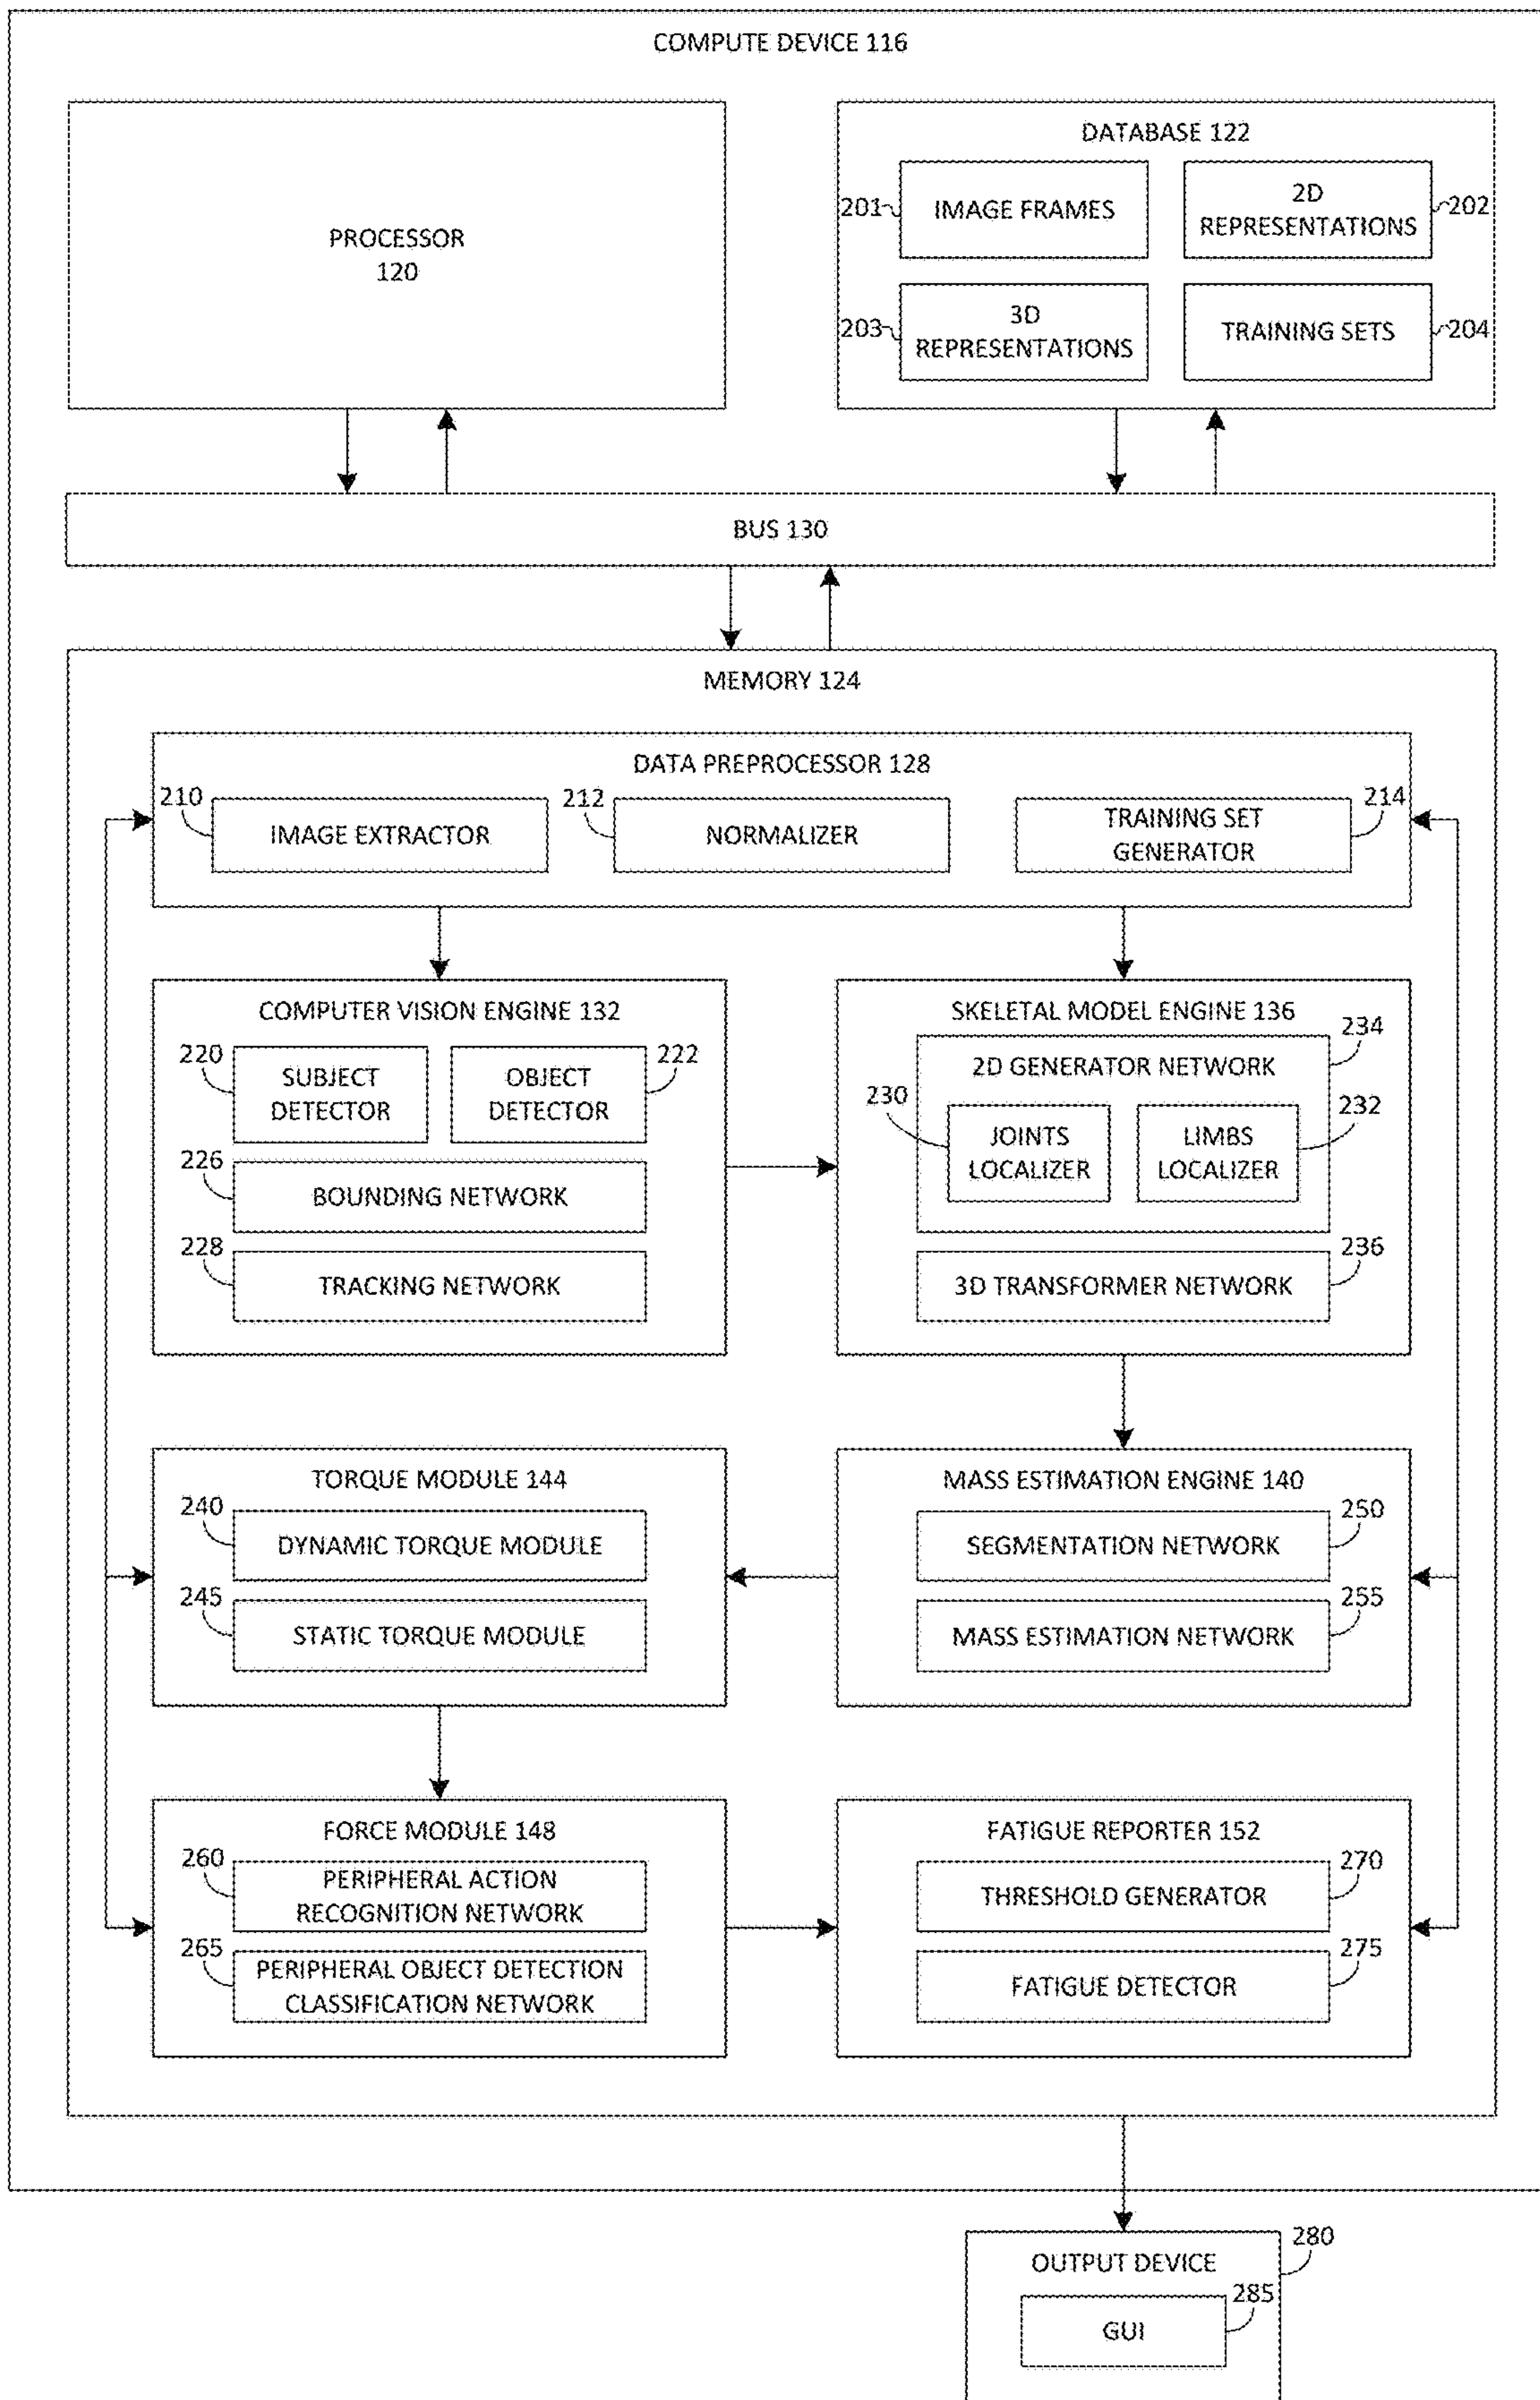 COMPUTE DEVICE 116
PROCESSOR
120
DATABASE 122
201
IMAGE FRAMES
2D
REPRESENTATIONS
202
203
3D
REPRESENTATIONS
TRAINING SETS
204
BUS 130
MEMORY 124
DATA PREPROCESSOR 128
210
IMAGE EXTRACTOR
212
NORMALIZER
TRAINING SET
GENERATOR
214
COMPUTER VISION ENGINE 132
220
SUBJECT
DETECTOR
OBJECT
DETECTOR
222
226
BOUNDING NETWORK
228
TRACKING NETWORK
SKELETAL MODEL ENGINE 136
234
2D GENERATOR NETWORK
230
JOINTS
LOCALIZER
LIMBS
LOCALIZER
232
3D TRANSFORMER NETWORK
236
TORQUE MODULE 144
240
DYNAMIC TORQUE MODULE
245
STATIC TORQUE MODULE
MASS ESTIMATION ENGINE 140
SEGMENTATION NETWORK
250
MASS ESTIMATION NETWORK
255
FORCE MODULE 148
260
PERIPHERAL ACTION
RECOGNITION NETWORK
265
PERIPHERAL OBJECT DETECTION
CLASSIFICATION NETWORK
FATIGUE REPORTER 152
THRESHOLD GENERATOR
270
FATIGUE DETECTOR
275
OUTPUT DEVICE
280
GUI
285